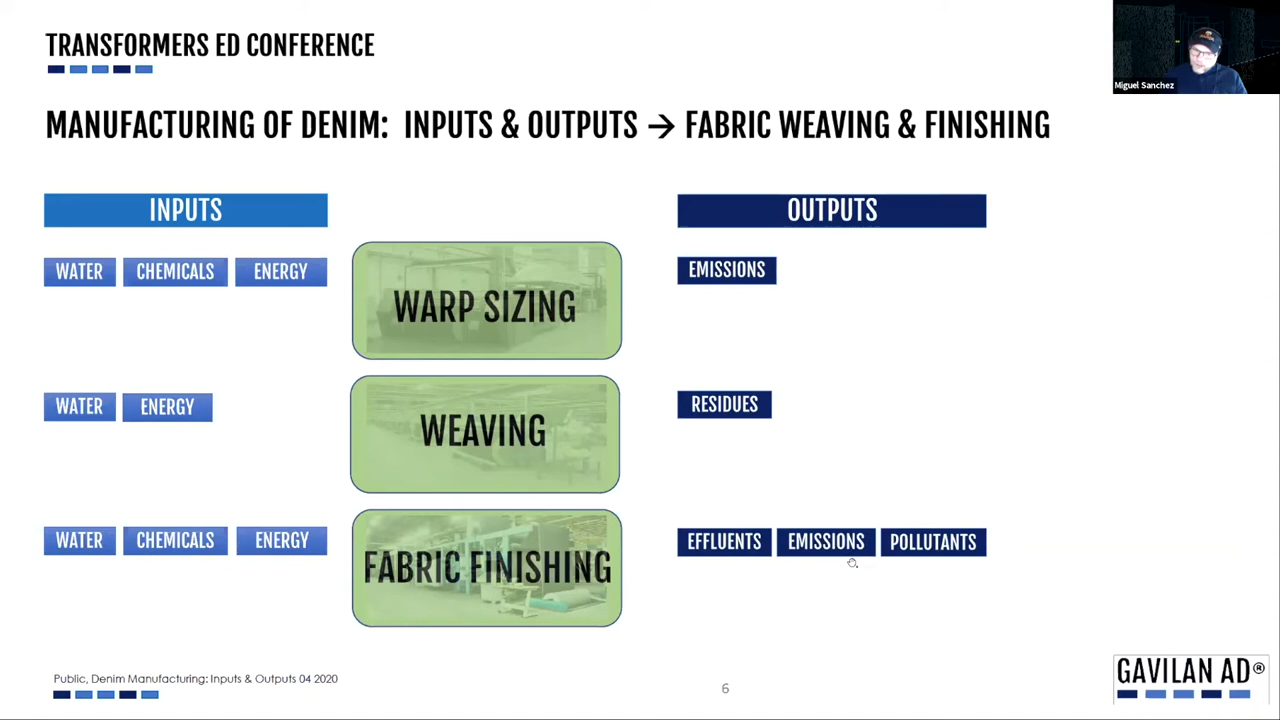 TRANSFORMERS ED CONFERENCE
Miguel Sanchez
MANUFACTURING OF DENIM: INPUTS & OUTPUTS → FABRIC WEAVING & FINISHING
INPUTS
OUTPUTS
WATER CHEMICALS ENERGY
WARP SIZING
EMISSIONS
WATER ENERGY
WEAVING
RESIDUES
WATER CHEMICALS ENERGY
FABRIC FINISHING
EFFLUENTS EMISSIONS POLLUTANTS
Public, Denim Manufacturing: Inputs & Outputs 04 2020
6
GAVILAN AD®